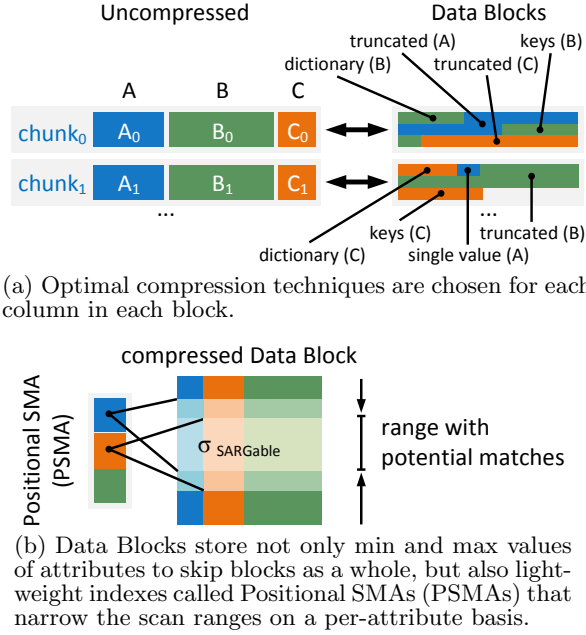 Uncompressed
Data Blocks
truncated (A)
keys (B)
dictionary (B)
truncated (C)
A
B
C
chunk0
A0
B0
C0
chunk1
A1
B1
C1
...
...
keys (C)
truncated (B)
dictionary (C)
single value (A)
(a) Optimal compression techniques are chosen for each
column in each block.
compressed Data Block
Positional SMA
(PSMA)
σ SARGable
range with
potential matches
(b) Data Blocks store not only min and max values
of attributes to skip blocks as a whole, but also light-
weight indexes called Positional SMAs (PSMAs) that
narrow the scan ranges on a per-attribute basis.